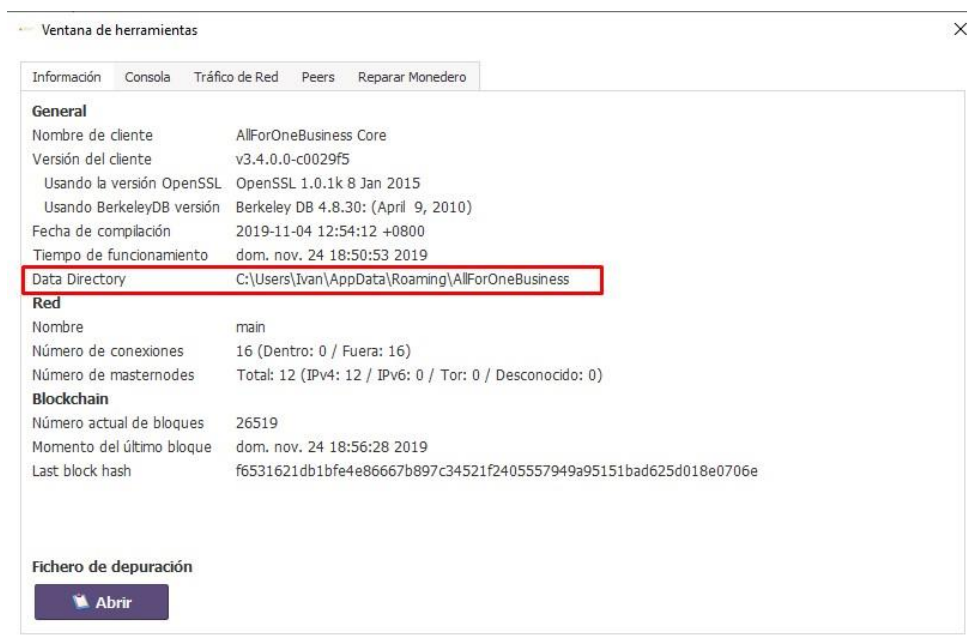 Ventana de herramientas
Información Consola Tráfico de Red Peers Reparar Monedero
General
Nombre de cliente AllForOneBusiness Core
Versión del cliente v3.4.0.0-c0029f5
Usando la versión OpenSSL OpenSSL 1.0.1k 8 Jan 2015
Usando BerkeleyDB versión Berkeley DB 4.8.30: (April 9, 2010)
Fecha de compilación 2019-11-04 12:54:12 +0800
Tiempo de funcionamiento dom. nov. 24 18:50:53 2019
Data Directory C:\Users\Ivan\AppData\Roaming\AllForOneBusiness
Red
Nombre main
Número de conexiones 16 (Dentro: 0 / Fuera: 16)
Número de masternodes Total: 12 (IPv4: 12 / IPv6: 0 / Tor: 0 / Desconocido: 0)
Blockchain
Número actual de bloques 26519
Momento del último bloque dom. nov. 24 18:56:28 2019
Last block hash f6531621db1bfe4e86667b897c34521f2405557949a95151bad625d018e0706e
Fichero de depuración
Abrir